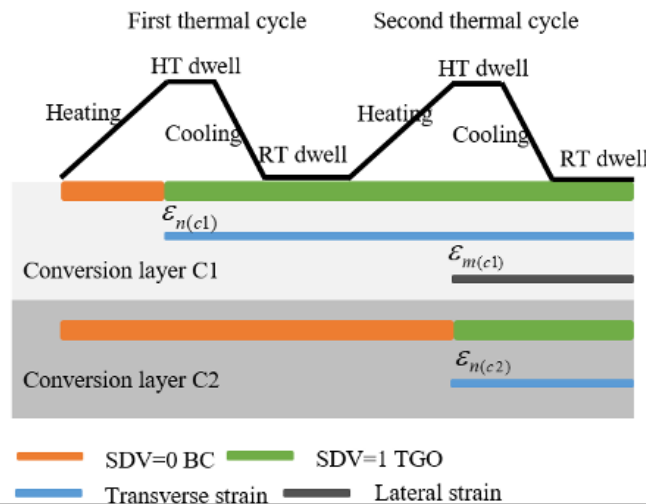 First thermal cycle
Second thermal cycle
HT dwell
HT dwell
Heating
Heating
Cooling
Cooling
RT dwell
RT dwell
εn(c1)
εm(c1)
Conversion layer C1
εn(c2)
Conversion layer C2
SDV=0 BC
SDV=1 TGO
Transverse strain
Lateral strain